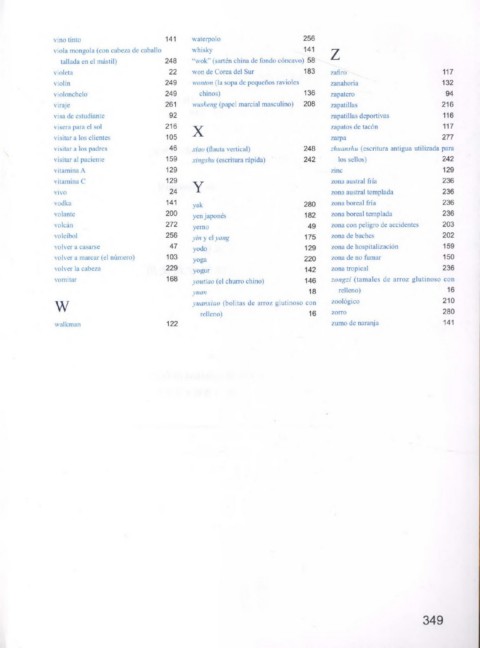 vino tinto 141
viola mongola (con cabeza de caballo
tallada en el mástil) 248
violeta 22
violín 249
violonchelo 249
viraje 261
visa de estudiante 92
visera para el sol 216
visitar a los clientes 105
visitar a los padres 46
visitar al paciente 159
vitamina A 129
vitamina C 129
vivo 24
vodka 141
volante 200
volcán 272
voleibol 256
volver a casarse 47
volver a marcar (el número) 103
volver la cabeza 229
vomitar 168
W
walkman 122
waterpolo 256
whisky 141
"wok" (sartén china de fondo cóncavo) 58
won de Corea del Sur 183
wonton (la sopa de pequeños ravioles
chinos) 136
wusheng (papel marcial masculino) 208
X
xiao (flauta vertical) 248
xingshu (escritura rápida) 242
Y
yak 280
yen japonés 182
yerno 49
yin y el yang 175
yodo 129
yoga 220
yogur 142
youtiao (el churro chino) 146
yuan 18
yuanxiao (bolitas de arroz glutinoso con
relleno) 16
Z
zafiro 117
zanahoria 132
zapatero 94
zapatillas 216
zapatillas deportivas 116
zapatos de tacón 117
zarpa 277
zhuanshu (escritura antigua utilizada para
los sellos) 242
zinc 129
zona austral fría 236
zona austral templada 236
zona boreal fría 236
zona boreal templada 236
zona con peligro de accidentes 203
zona de baches 202
zona de hospitalización 159
zona de no fumar 150
zona tropical 236
zongzi (tamales de arroz glutinoso con
relleno) 16
zoológico 210
zorro 280
zumo de naranja 141
349